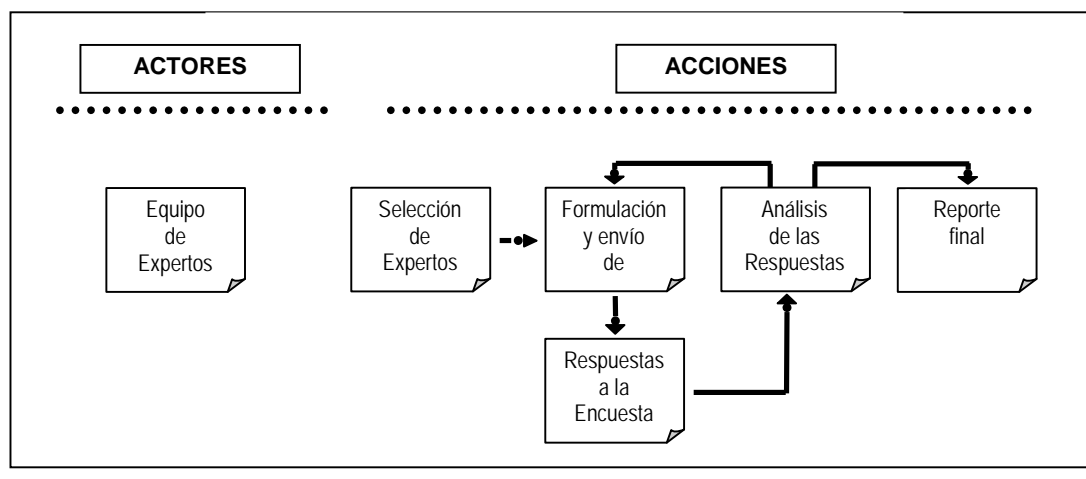 ACTORES
ACCIONES
Equipo
de
Expertos
Selección
de
Expertos
Formulación
y envío
de
Análisis
de las
Respuestas
Reporte
final
Respuestas
a la
Encuesta